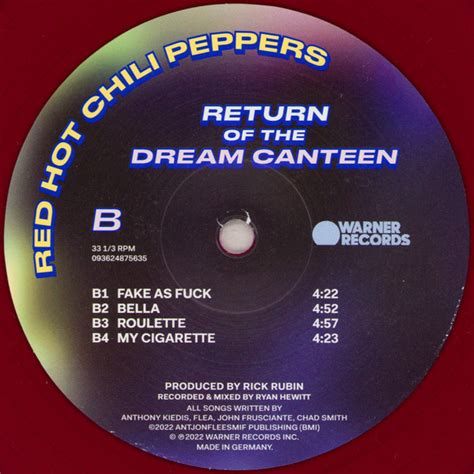 RED HOT CHILI PEPPERS
RETURN
OF THE
DREAM CANTEEN
B
33 1/3 RPM
093624875635
WARNER
RECORDS
B1 FAKE AS FUCK 4:22
B2 BELLA 4:52
B3 ROULETTE 4:57
B4 MY CIGARETTE 4:23
PRODUCED BY RICK RUBIN
RECORDED & MIXED BY RYAN HEWITT
ALL SONGS WRITTEN BY
ANTHONY KIEDIS, FLEA, JOHN FRUSCIANTE, CHAD SMITH
©2022 ANTJONFLEESMIF PUBLISHING (BMI)
© ℗2022 WARNER RECORDS INC.
MADE IN GERMANY.